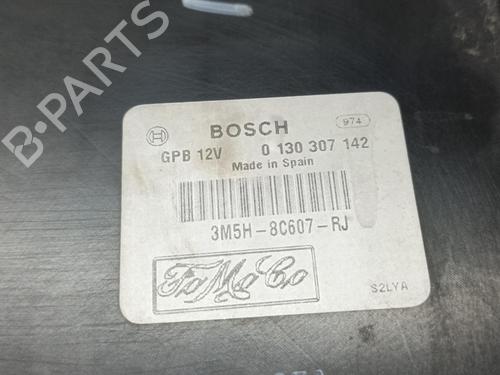 B-PARTS
BOSCH
974
GPB 12V 0 130 307 142
Made in Spain
3M5H-8C607-RJ
FoMoCo
S2LYA